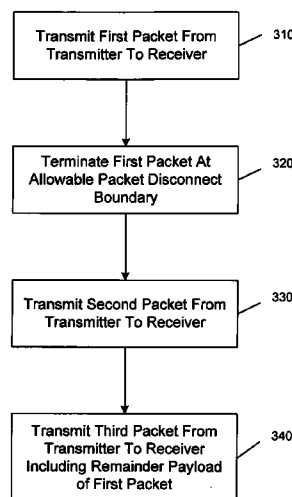 Transmit First Packet From
Transmitter To Receiver
310
Terminate First Packet At
Allowable Packet Disconnect
Boundary
320
Transmit Second Packet From
Transmitter To Receiver
330
Transmit Third Packet From
Transmitter To Receiver
Including Remainder Payload
of First Packet
340